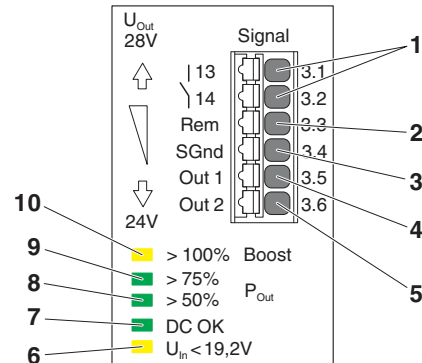 U_Out
28V
Signal
13
3.1
1
14
3.2
Rem
3.3
2
SGnd
3.4
3
Out 1
3.5
4
24V
Out 2
3.6
5
10
> 100% Boost
9
> 75%
8
> 50%
P_Out
7
DC OK
6
U_In < 19,2V